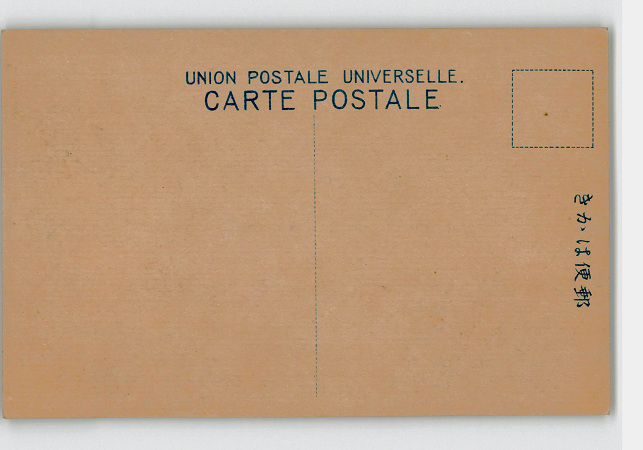 UNION POSTALE UNIVERSELLE.
CARTE POSTALE
きかは便郵